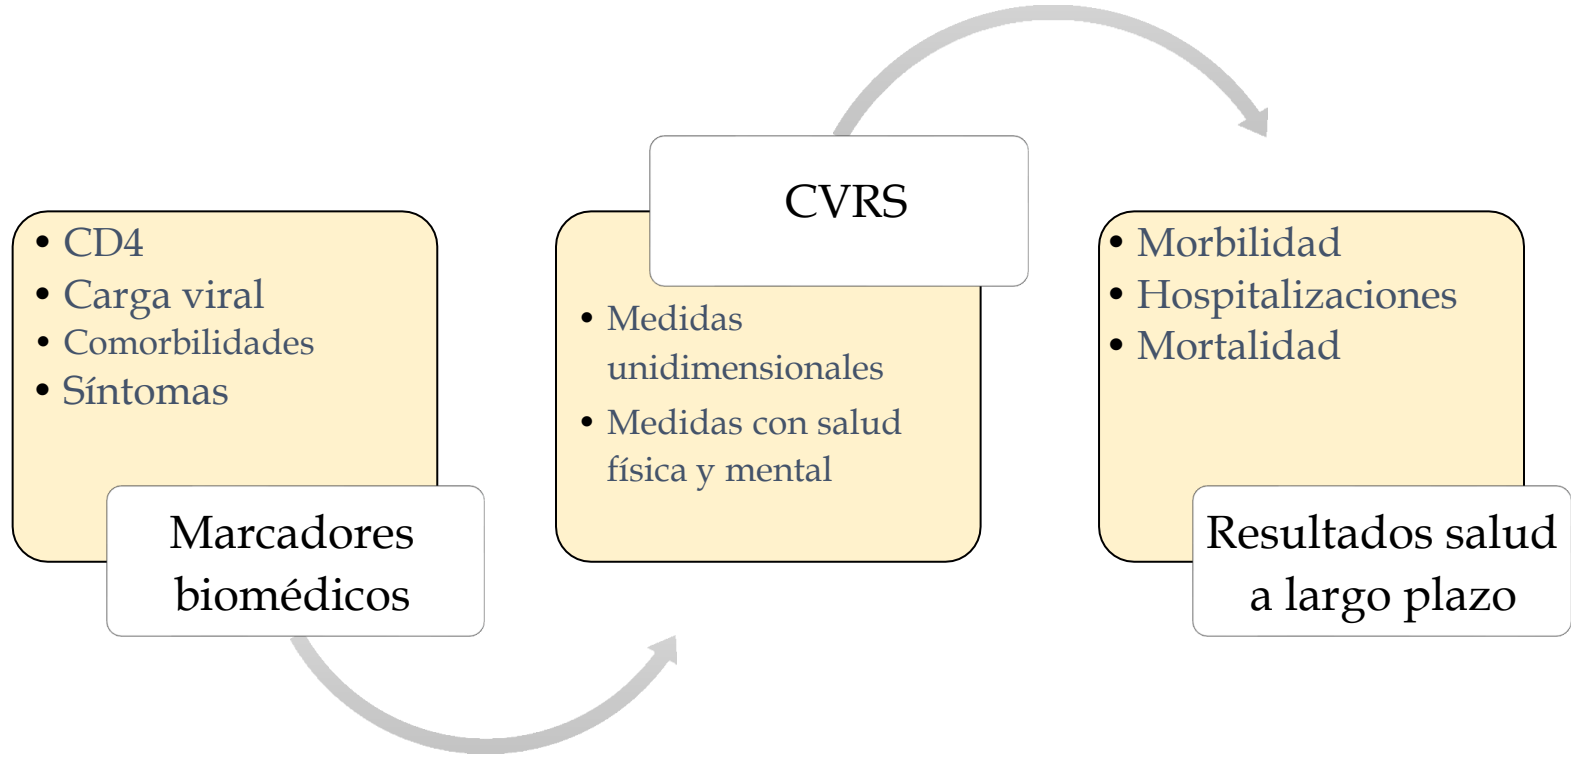 • CD4
• Carga viral
• Comorbilidades
• Síntomas
Marcadores
biomédicos
CVRS
• Medidas
unidimensionales
• Medidas con salud
física y mental
• Morbilidad
• Hospitalizaciones
• Mortalidad
Resultados salud
a largo plazo